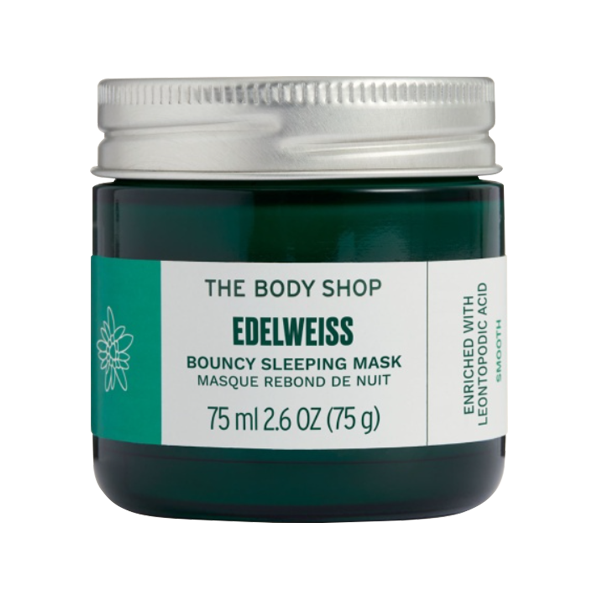 THE BODY SHOP
EDELWEISS
BOUNCY SLEEPING MASK
MASQUE REBOND DE NUIT
75 ml 2.6 OZ (75 g)
ENRICHED WITH
LEONTOPODIC ACID
SMOOTH